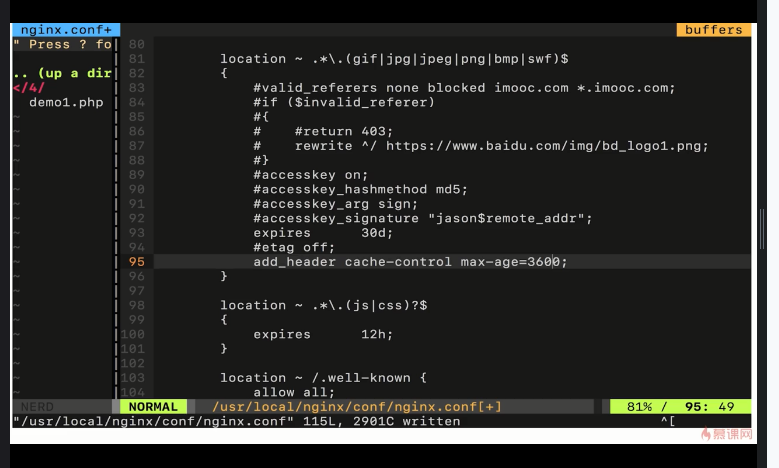 nginx.conf+ buffers
" Press ? fo 80
81 location ~ .*\.(gif|jpg|jpeg|png|bmp|swf)$
.. (up a dir 82 {
</4/ 83 #valid_referers none blocked imooc.com *.imooc.com;
demo1.php 84 #if ($invalid_referer)
~ 85 #{
~ 86 # #return 403;
~ 87 # rewrite ^/ https://www.baidu.com/img/bd_logo1.png;
~ 88 #}
~ 89 #accesskey on;
~ 90 #accesskey_hashmethod md5;
~ 91 #accesskey_arg sign;
~ 92 #accesskey_signature "jason$remote_addr";
~ 93 expires 30d;
~ 94 #etag off;
~ 95 add_header cache-control max-age=3600;
~ 96 }
~ 97
~ 98 location ~ .*\.(js|css)?$
~ 99 {
~ 100 expires 12h;
~ 101 }
~ 102
~ 103 location ~ /.well-known {
~ 104 allow all;
NERD NORMAL /usr/local/nginx/conf/nginx.conf[+] 81% / 95: 49
"/usr/local/nginx/conf/nginx.conf" 115L, 2901C written ^[
慕课网